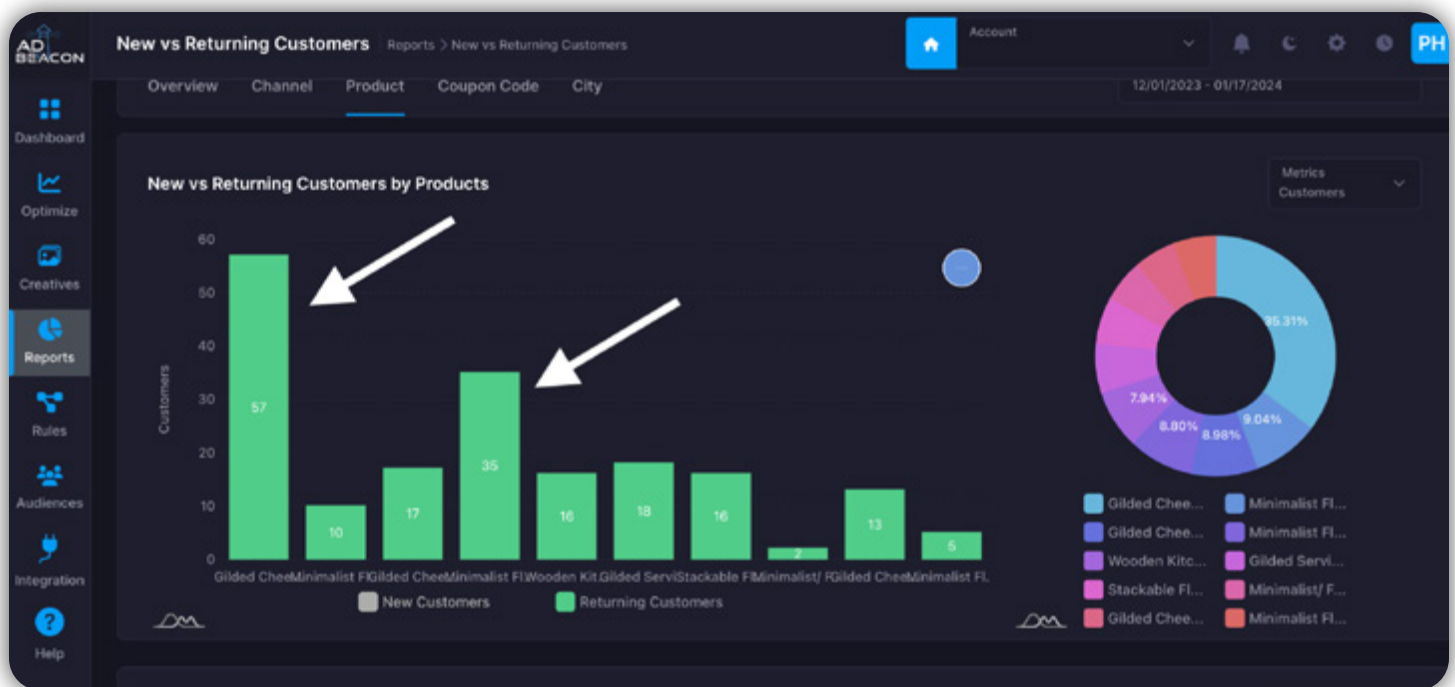 AD
BEACON
New vs Returning Customers
Reports > New vs Returning Customers
Account
PH
Overview Channel Product Coupon Code City
12/01/2023 - 01/17/2024
Dashboard
Optimize
Creatives
Reports
Rules
Audiences
Integration
?
Help
New vs Returning Customers by Products
Metrics
Customers
Customers
60
50
40
30
20
10
0
57
10
17
35
16
18
16
2
13
5
Gilded Chee Minimalist Fl Gilded Chee Minimalist Fl. Wooden Kit. Gilded Servi Stackable Fl Minimalist/ F Gilded Chee Minimalist Fl.
New Customers Returning Customers
35.31%
9.04%
8.98%
8.80%
7.94%
Gilded Chee... Minimalist Fl...
Gilded Chee... Minimalist Fl...
Wooden Kitc... Gilded Servi...
Stackable Fl... Minimalist/ F...
Gilded Chee... Minimalist Fl...